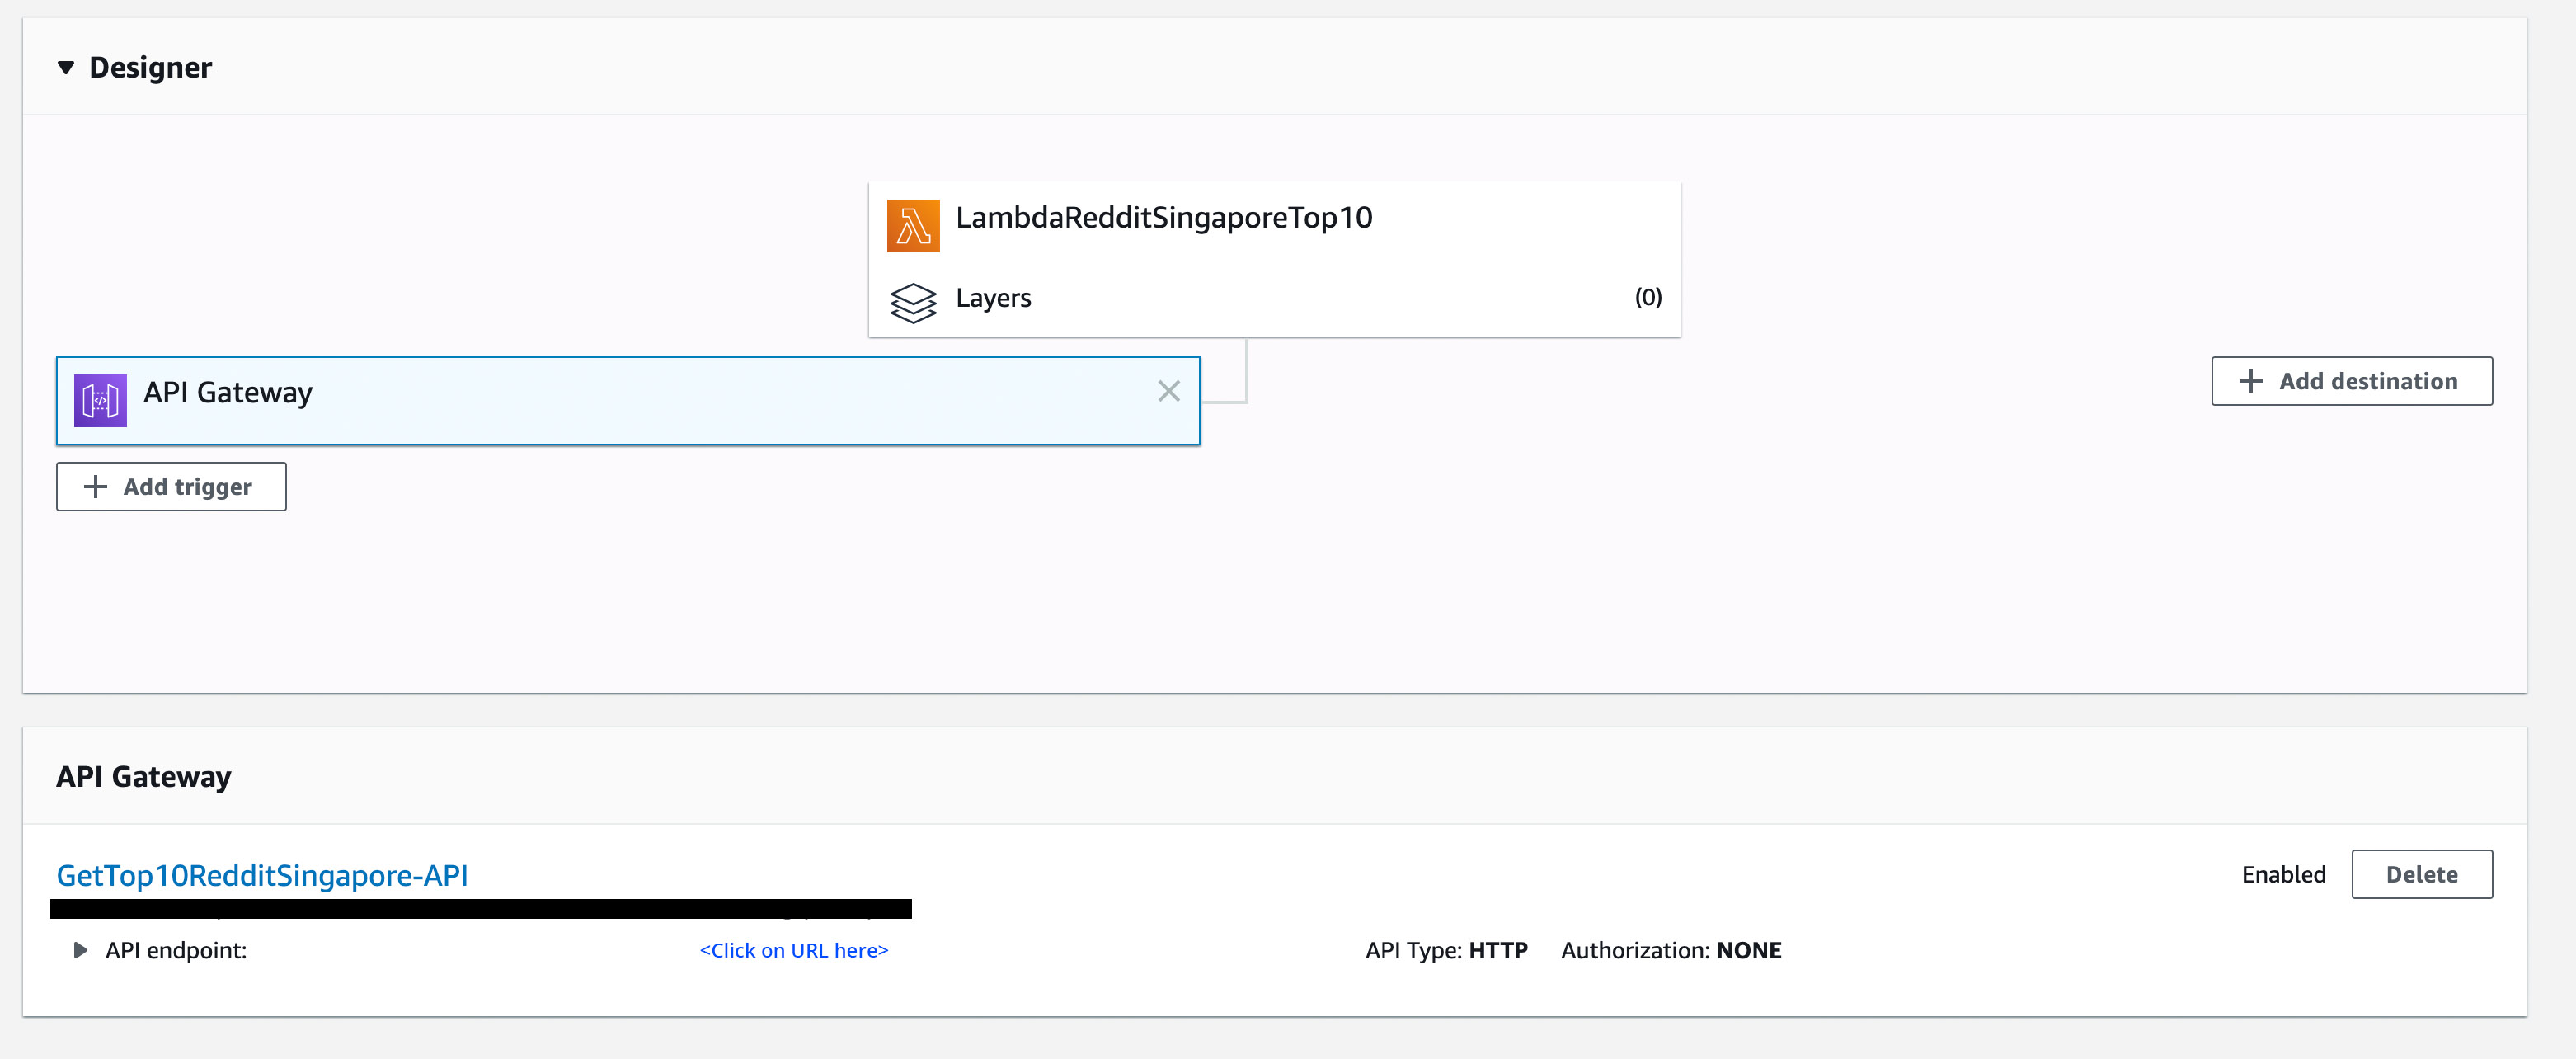 Designer
LambdaRedditSingaporeTop10
Layers (0)
API Gateway
Add destination
Add trigger
API Gateway
GetTop10RedditSingapore-API
Enabled Delete
API endpoint: <Click on URL here> API Type: HTTP Authorization: NONE